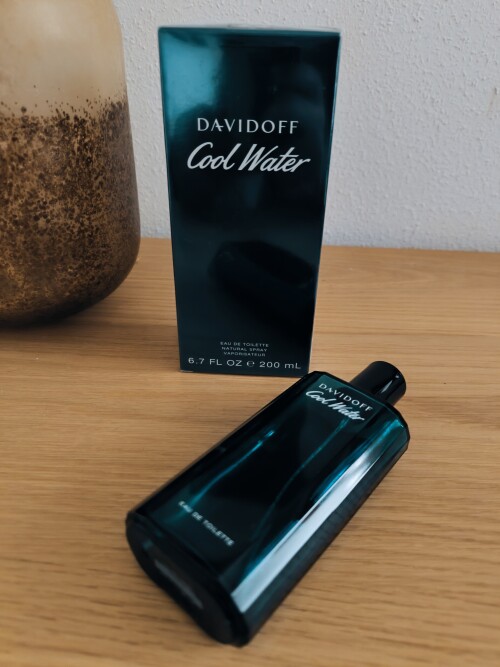 DAVIDOFF
Cool Water
EAU DE TOILETTE
NATURAL SPRAY
VAPORISATEUR
6.7 FL OZ ℮ 200 mL
DAVIDOFF
Cool Water
EAU DE TOILETTE